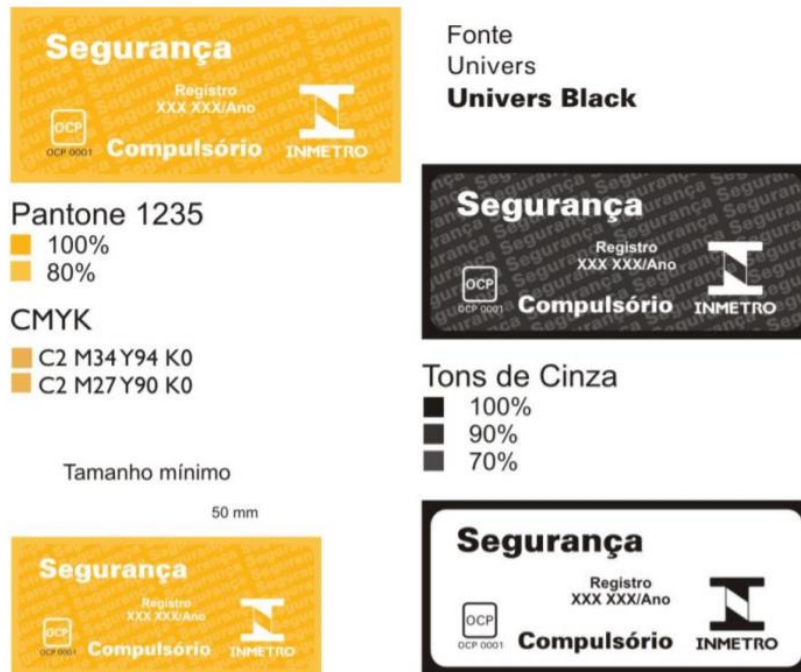 Segurança
Registro
XXX XXX/Ano
OCP
OCP 0001
Compulsório
INMETRO
Pantone 1235
100%
80%
CMYK
C2 M34 Y94 K0
C2 M27 Y90 K0
Tamanho mínimo
50 mm
Segurança
Registro
XXX XXX/Ano
OCP
OCP 0001
Compulsório
INMETRO
Fonte
Univers
Univers Black
Segurança
Registro
XXX XXX/Ano
OCP
OCP 0001
Compulsório
INMETRO
Tons de Cinza
100%
90%
70%
Segurança
Registro
XXX XXX/Ano
OCP
OCP 0001
Compulsório
INMETRO